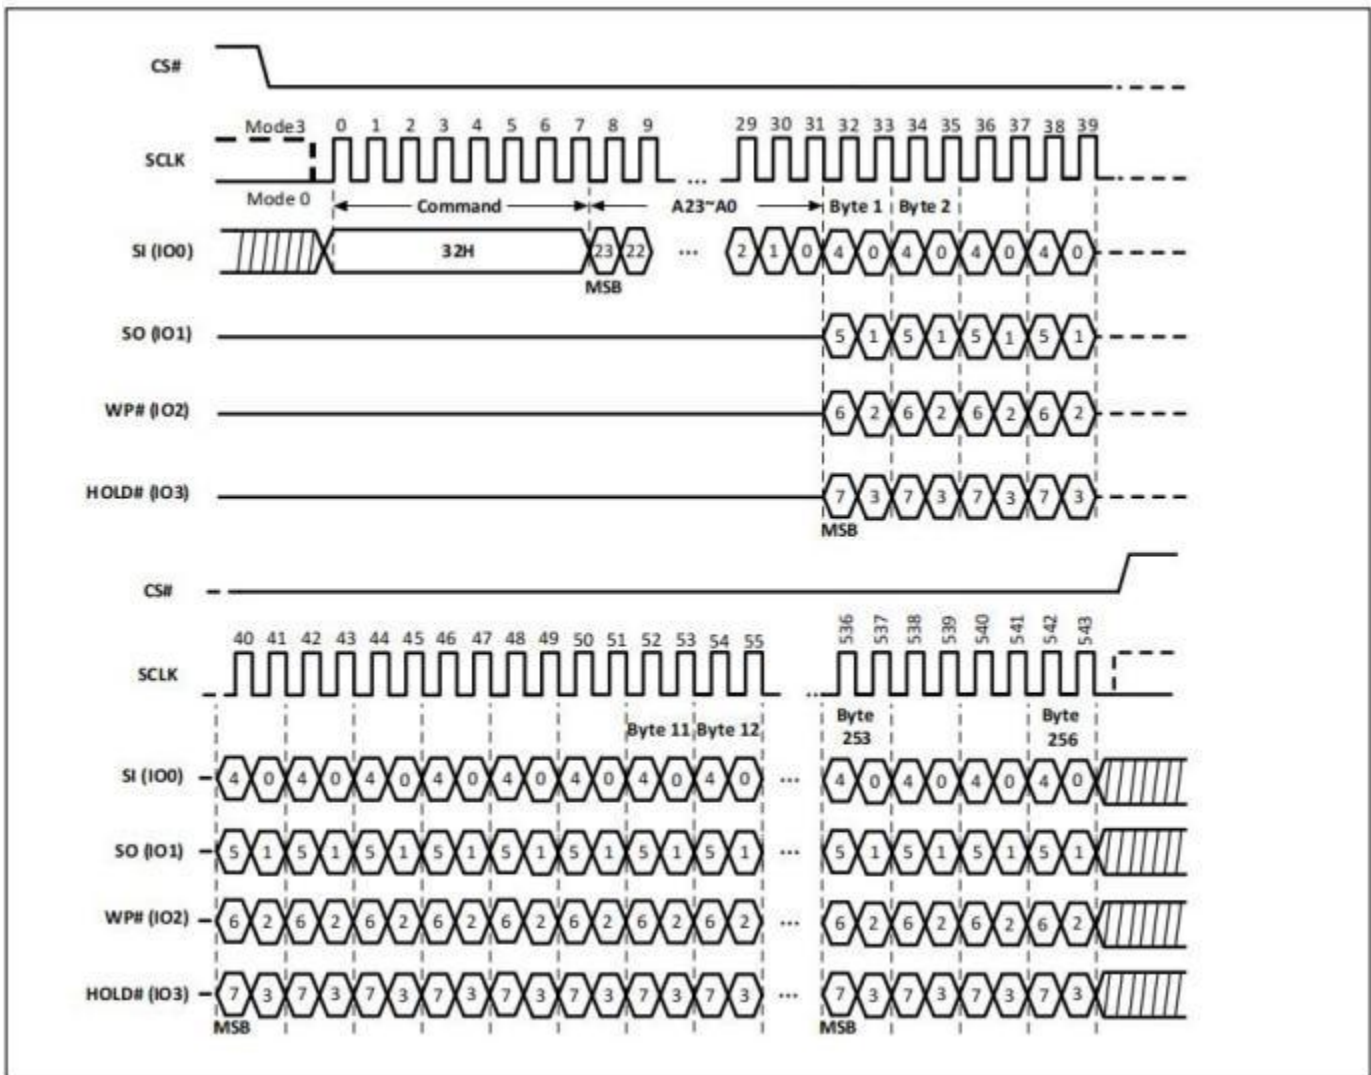 CS#
Mode3 0 1 2 3 4 5 6 7 8 9 29 30 31 32 33 34 35 36 37 38 39
SCLK ...
Mode 0 Command A23~A0 Byte 1 Byte 2
SI (IO0) 32H 23 22 ... 2 1 0 4 0 4 0 4 0 4 0
MSB
SO (IO1) 5 1 5 1 5 1 5 1
WP# (IO2) 6 2 6 2 6 2 6 2
HOLD# (IO3) 7 3 7 3 7 3 7 3
MSB
CS#
40 41 42 43 44 45 46 47 48 49 50 51 52 53 54 55 536 537 538 539 540 541 542 543
SCLK ...
Byte 11 Byte 12 Byte 253 Byte 256
SI (IO0) 4 0 4 0 4 0 4 0 4 0 4 0 4 0 4 0 ... 4 0 4 0 4 0 4 0
SO (IO1) 5 1 5 1 5 1 5 1 5 1 5 1 5 1 5 1 ... 5 1 5 1 5 1 5 1
WP# (IO2) 6 2 6 2 6 2 6 2 6 2 6 2 6 2 6 2 ... 6 2 6 2 6 2 6 2
HOLD# (IO3) 7 3 7 3 7 3 7 3 7 3 7 3 7 3 7 3 ... 7 3 7 3 7 3 7 3
MSB MSB